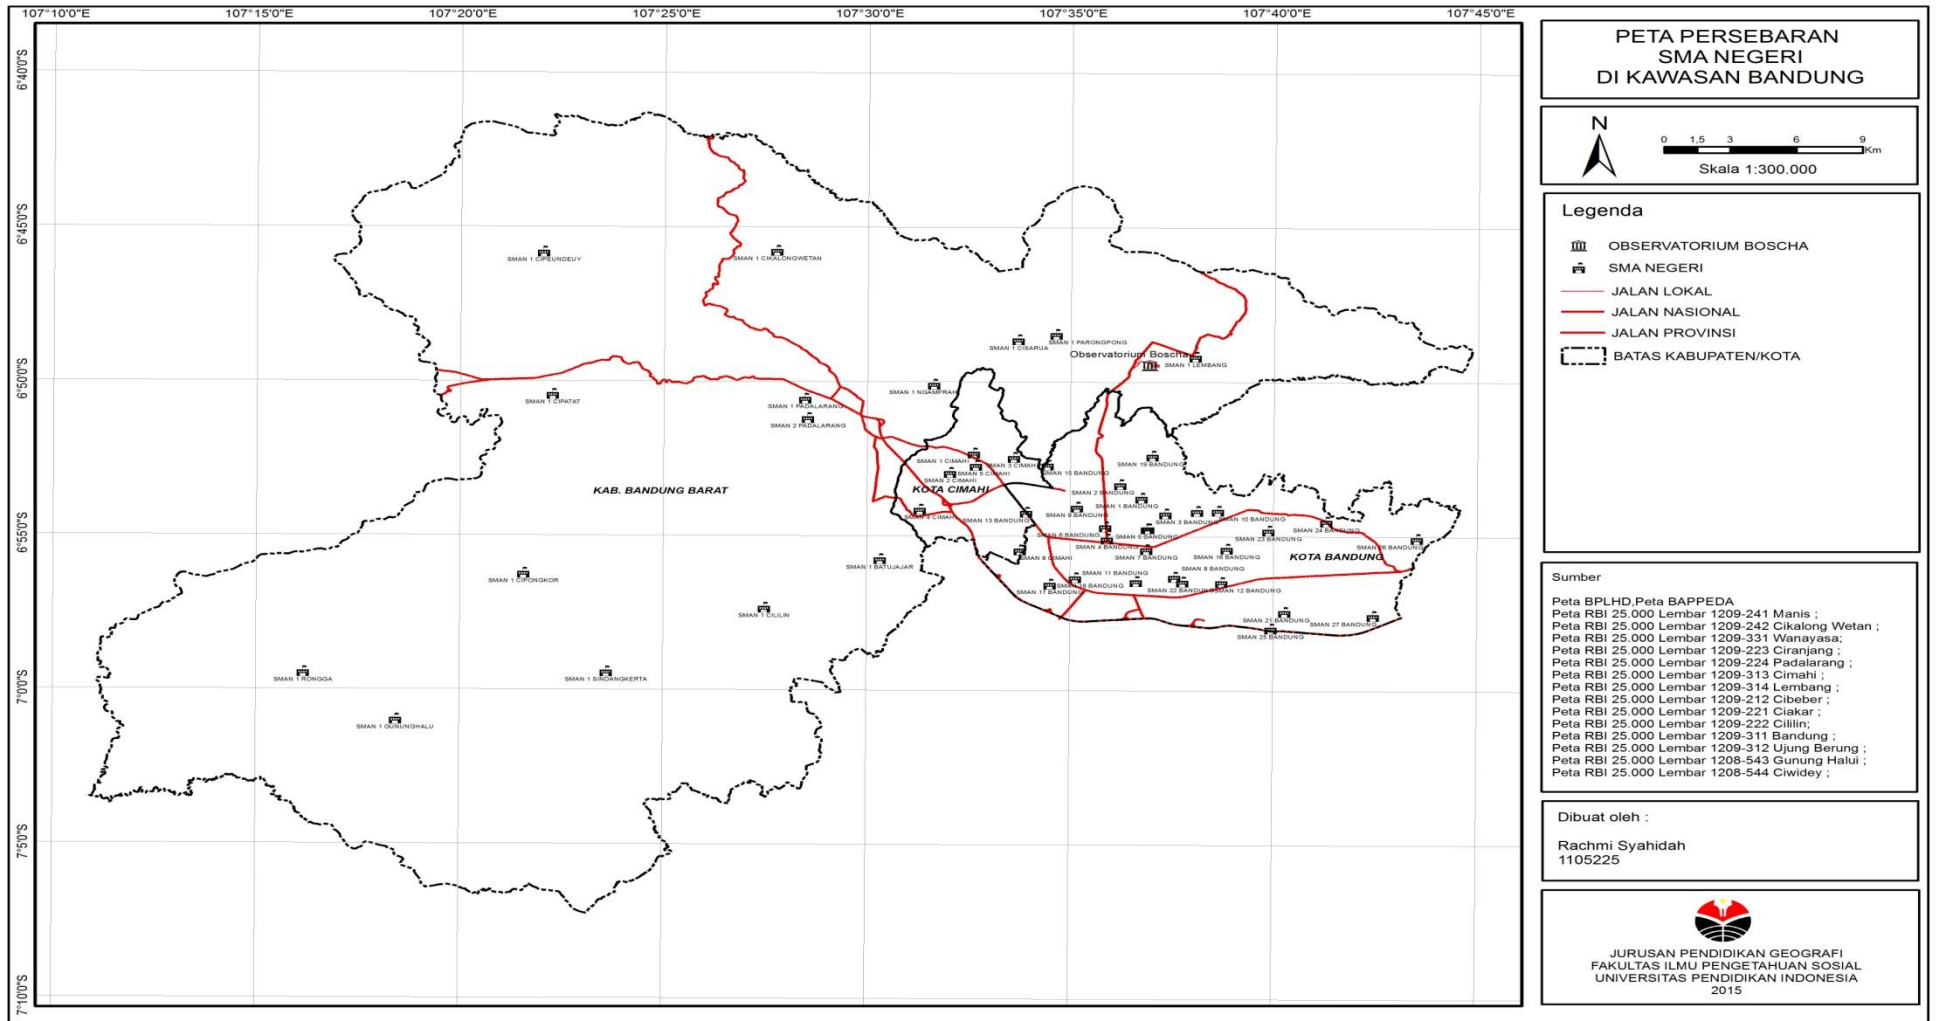 107°10'0"E
107°15'0"E
107°20'0"E
107°25'0"E
107°30'0"E
107°35'0"E
107°40'0"E
107°45'0"E
6°40'0"S
6°45'0"S
6°50'0"S
6°55'0"S
7°0'0"S
7°5'0"S
7°10'0"S
SMAN 1 CIPEUNDEUY
SMAN 1 CIKALONGWETAN
SMAN 1 CISARUA
SMAN 1 PARONGPONG
Observatorium Boscha
SMAN 1 LEMBANG
SMAN 1 NGAMPRAH
SMAN 1 CIPATAT
SMAN 1 PADALARANG
SMAN 2 PADALARANG
SMAN 1 CIMAHI
SMAN 3 CIMAHI
SMAN 5 CIMAHI
SMAN 2 CIMAHI
SMAN 15 BANDUNG
SMAN 19 BANDUNG
KAB. BANDUNG BARAT
KOTA CIMAHI
SMAN 2 BANDUNG
SMAN 1 BANDUNG
SMAN 4 CIMAHI
SMAN 13 BANDUNG
SMAN 9 BANDUNG
SMAN 3 BANDUNG
SMAN 10 BANDUNG
SMAN 24 BANDUNG
SMAN 6 BANDUNG
SMAN 5 BANDUNG
SMAN 23 BANDUNG
SMAN 4 BANDUNG
SMAN 26 BANDUNG
SMAN 6 CIMAHI
SMAN 7 BANDUNG
SMAN 16 BANDUNG
KOTA BANDUNG
SMAN 1 BATUJAJAR
SMAN 11 BANDUNG
SMAN 8 BANDUNG
SMAN 1 CIPONGKOR
SMAN 17 BANDUNG
SMAN 18 BANDUNG
SMAN 22 BANDUNG
SMAN 12 BANDUNG
SMAN 1 CILILIN
SMAN 21 BANDUNG
SMAN 27 BANDUNG
SMAN 25 BANDUNG
SMAN 1 RONGGA
SMAN 1 SINDANGKERTA
SMAN 1 GUNUNGHALU
PETA PERSEBARAN
SMA NEGERI
DI KAWASAN BANDUNG
N
0 1,5 3 6 9
Km
Skala 1:300.000
Legenda
OBSERVATORIUM BOSCHA
SMA NEGERI
JALAN LOKAL
JALAN NASIONAL
JALAN PROVINSI
BATAS KABUPATEN/KOTA
Sumber
Peta BPLHD,Peta BAPPEDA
Peta RBI 25.000 Lembar 1209-241 Manis ;
Peta RBI 25.000 Lembar 1209-242 Cikalong Wetan ;
Peta RBI 25.000 Lembar 1209-331 Wanayasa;
Peta RBI 25.000 Lembar 1209-223 Ciranjang ;
Peta RBI 25.000 Lembar 1209-224 Padalarang ;
Peta RBI 25.000 Lembar 1209-313 Cimahi ;
Peta RBI 25.000 Lembar 1209-314 Lembang ;
Peta RBI 25.000 Lembar 1209-212 Cibeber ;
Peta RBI 25.000 Lembar 1209-221 Ciakar ;
Peta RBI 25.000 Lembar 1209-222 Cililin;
Peta RBI 25.000 Lembar 1209-311 Bandung ;
Peta RBI 25.000 Lembar 1209-312 Ujung Berung ;
Peta RBI 25.000 Lembar 1208-543 Gunung Halui ;
Peta RBI 25.000 Lembar 1208-544 Ciwidey ;
Dibuat oleh :
Rachmi Syahidah
1105225
JURUSAN PENDIDIKAN GEOGRAFI
FAKULTAS ILMU PENGETAHUAN SOSIAL
UNIVERSITAS PENDIDIKAN INDONESIA
2015